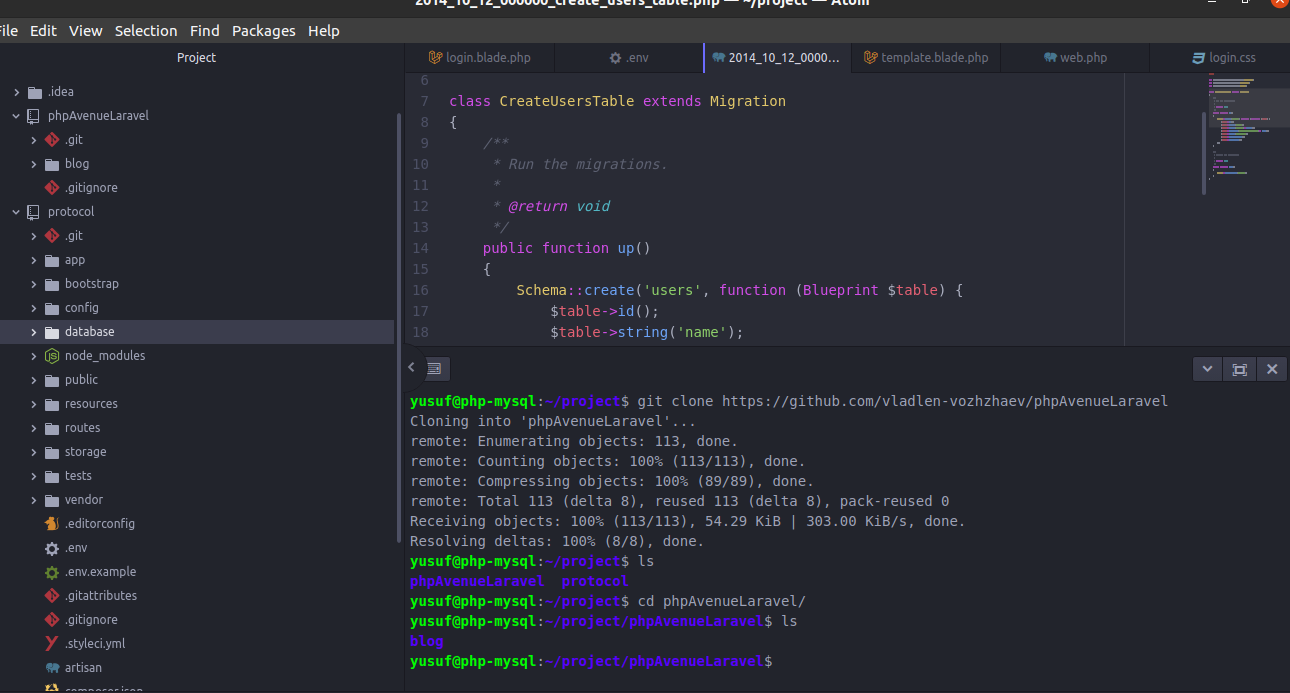 2014_10_12_000000_create_users_table.php — ~/project — Atom
File Edit View Selection Find Packages Help
Project
login.blade.php
.env
2014_10_12_0000...
template.blade.php
web.php
login.css
.idea
phpAvenueLaravel
.git
blog
.gitignore
protocol
.git
app
bootstrap
config
database
node_modules
public
resources
routes
storage
tests
vendor
.editorconfig
.env
.env.example
.gitattributes
.gitignore
.styleci.yml
artisan
composer.json
6
7 class CreateUsersTable extends Migration
8 {
9 /**
10 * Run the migrations.
11 *
12 * @return void
13 */
14 public function up()
15 {
16 Schema::create('users', function (Blueprint $table) {
17 $table->id();
18 $table->string('name');
yusuf@php-mysql:~/project$ git clone https://github.com/vladlen-vozhzhaev/phpAvenueLaravel
Cloning into 'phpAvenueLaravel'...
remote: Enumerating objects: 113, done.
remote: Counting objects: 100% (113/113), done.
remote: Compressing objects: 100% (89/89), done.
remote: Total 113 (delta 8), reused 113 (delta 8), pack-reused 0
Receiving objects: 100% (113/113), 54.29 KiB | 303.00 KiB/s, done.
Resolving deltas: 100% (8/8), done.
yusuf@php-mysql:~/project$ ls
phpAvenueLaravel protocol
yusuf@php-mysql:~/project$ cd phpAvenueLaravel/
yusuf@php-mysql:~/project/phpAvenueLaravel$ ls
blog
yusuf@php-mysql:~/project/phpAvenueLaravel$